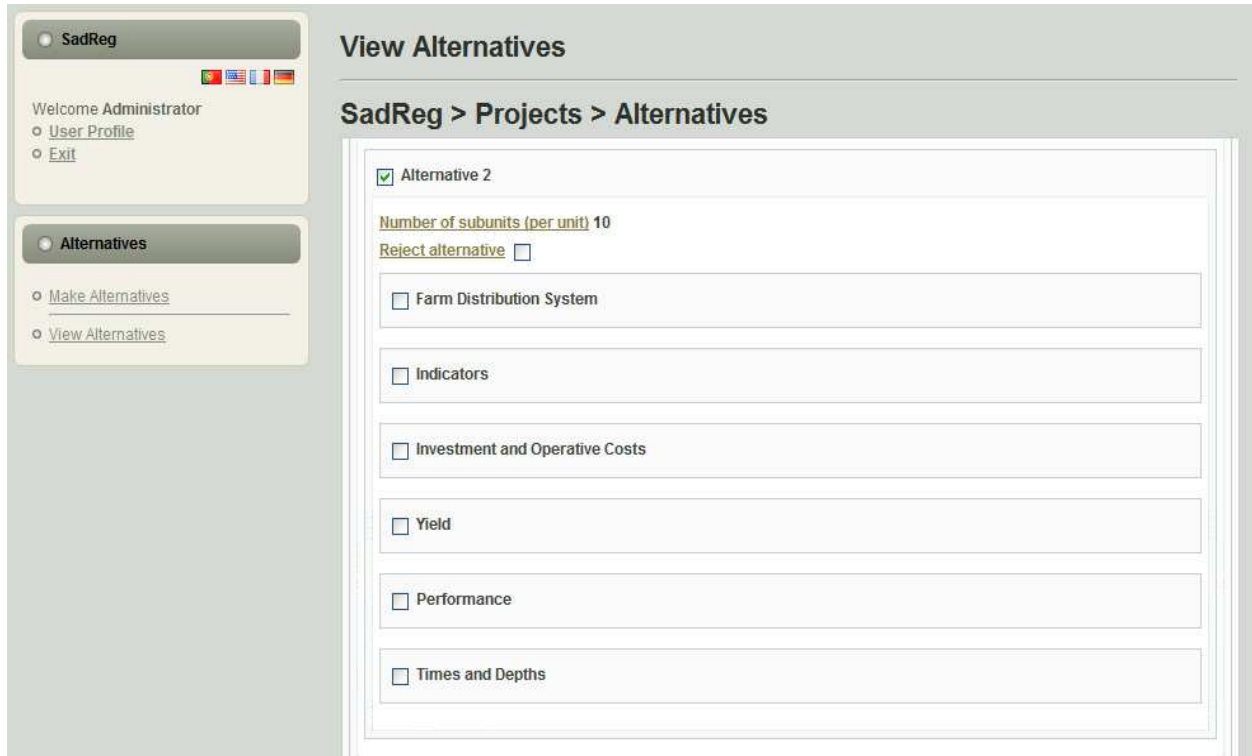 SadReg
Welcome Administrator
User Profile
Exit
Alternatives
Make Alternatives
View Alternatives
View Alternatives
SadReg > Projects > Alternatives
Alternative 2
Number of subunits (per unit) 10
Reject alternative
Farm Distribution System
Indicators
Investment and Operative Costs
Yield
Performance
Times and Depths